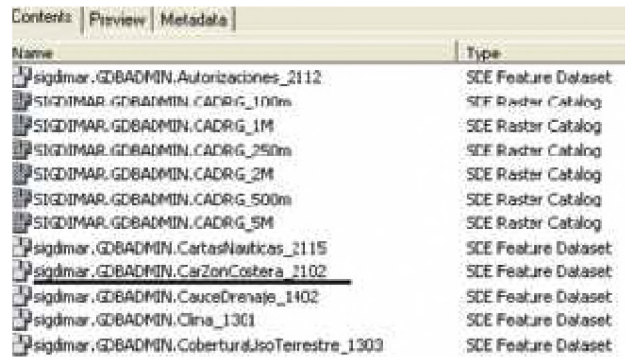 Contents Preview Metadata
Name Type
sigdimar.GDBADMIN.Autorizaciones_2112 SDE Feature Dataset
SIGDIMAR.GDBADMIN.CADRG_100m SDE Raster Catalog
SIGDIMAR.GDBADMIN.CADRG_1M SDE Raster Catalog
SIGDIMAR.GDBADMIN.CADRG_250m SDE Raster Catalog
SIGDIMAR.GDBADMIN.CADRG_2M SDE Raster Catalog
SIGDIMAR.GDBADMIN.CADRG_500m SDE Raster Catalog
SIGDIMAR.GDBADMIN.CADRG_5M SDE Raster Catalog
sigdimar.GDBADMIN.CartasNauticas_2115 SDE Feature Dataset
sigdimar.GDBADMIN.CarZonCostera_2102 SDE Feature Dataset
sigdimar.GDBADMIN.CauceDrenaje_1402 SDE Feature Dataset
sigdimar.GDBADMIN.Clima_1301 SDE Feature Dataset
sigdimar.GDBADMIN.CoberturaUsoTerrestre_1303 SDE Feature Dataset